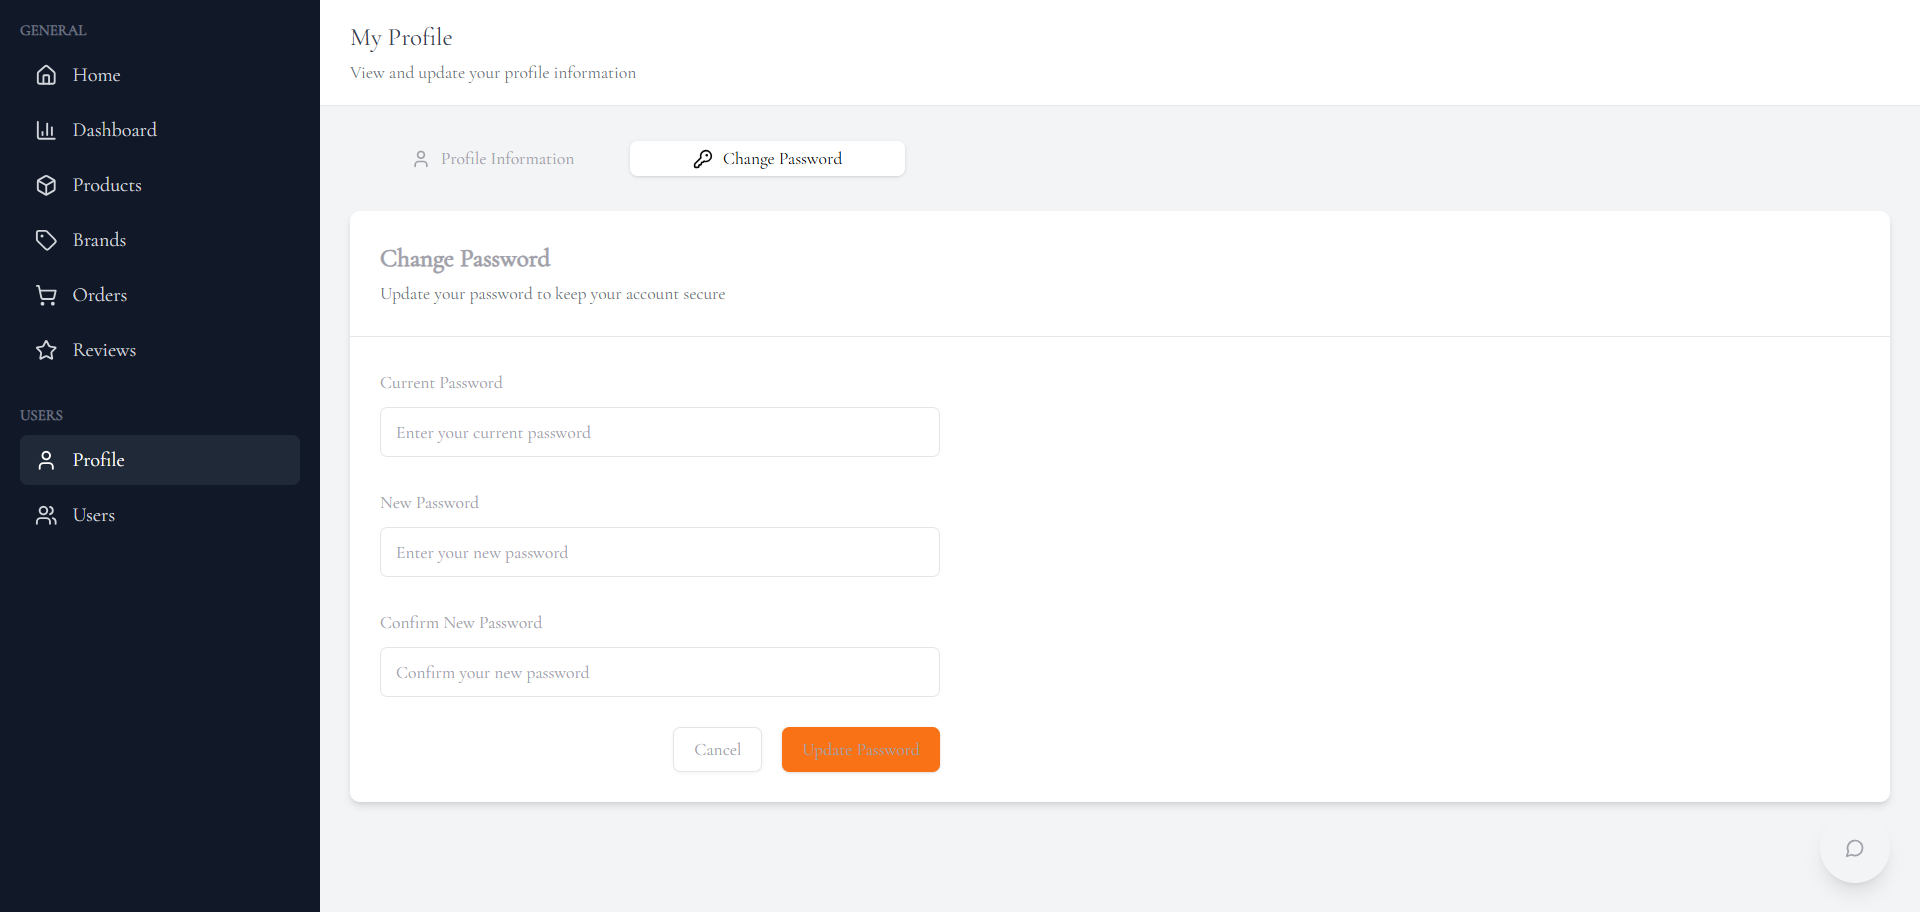 GENERAL
Home
Dashboard
Products
Brands
Orders
Reviews
USERS
Profile
Users
My Profile
View and update your profile information
Profile Information
Change Password
Change Password
Update your password to keep your account secure
Current Password
Enter your current password
New Password
Enter your new password
Confirm New Password
Confirm your new password
Cancel
Update Password